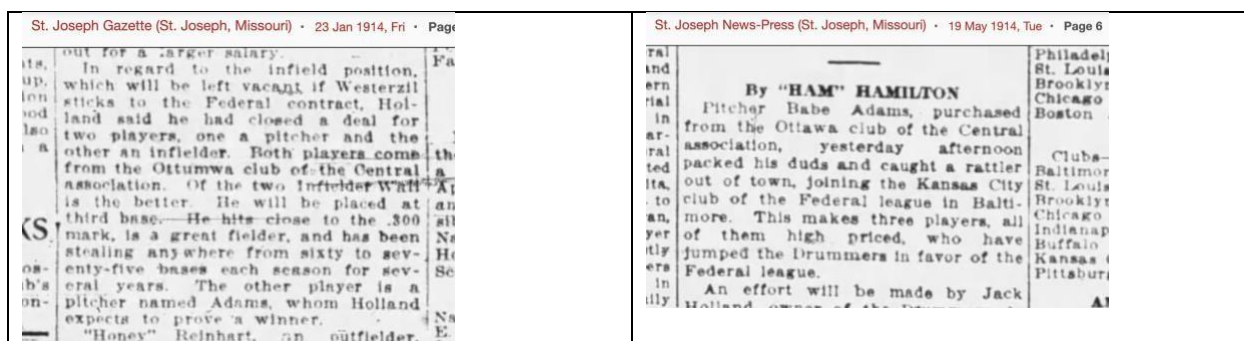 St. Joseph Gazette (St. Joseph, Missouri) · 23 Jan 1914, Fri · Page
out for a larger salary.
In regard to the infield position,
which will be left vacant if Westerzil
sticks to the Federal contract, Hol-
land said he had closed a deal for
two players, one a pitcher and the
other an infielder. Both players come
from the Ottumwa club of the Central
association. Of the two Infielder Wall
is the better. He will be placed at
third base. He hits close to the .300
mark, is a great fielder, and has been
stealing anywhere from sixty to sev-
enty-five bases each season for sev-
eral years. The other player is a
pitcher named Adams, whom Holland
expects to prove a winner.
"Honey" Reinhart, an outfielder,
St. Joseph News-Press (St. Joseph, Missouri) · 19 May 1914, Tue · Page 6
By "HAM" HAMILTON
Pitcher Babe Adams, purchased
from the Ottawa club of the Central
association, yesterday afternoon
packed his duds and caught a rattler
out of town, joining the Kansas City
club of the Federal league in Balti-
more. This makes three players, all
of them high priced, who have
jumped the Drummers in favor of the
Federal league.
An effort will be made by Jack
Holland, owner of the
Philadel
St. Louis
Brooklyn
Chicago
Boston
Clubs—
Baltimor
St. Louis
Brooklyn
Chicago
Indianap
Buffalo
Kansas
Pittsburg